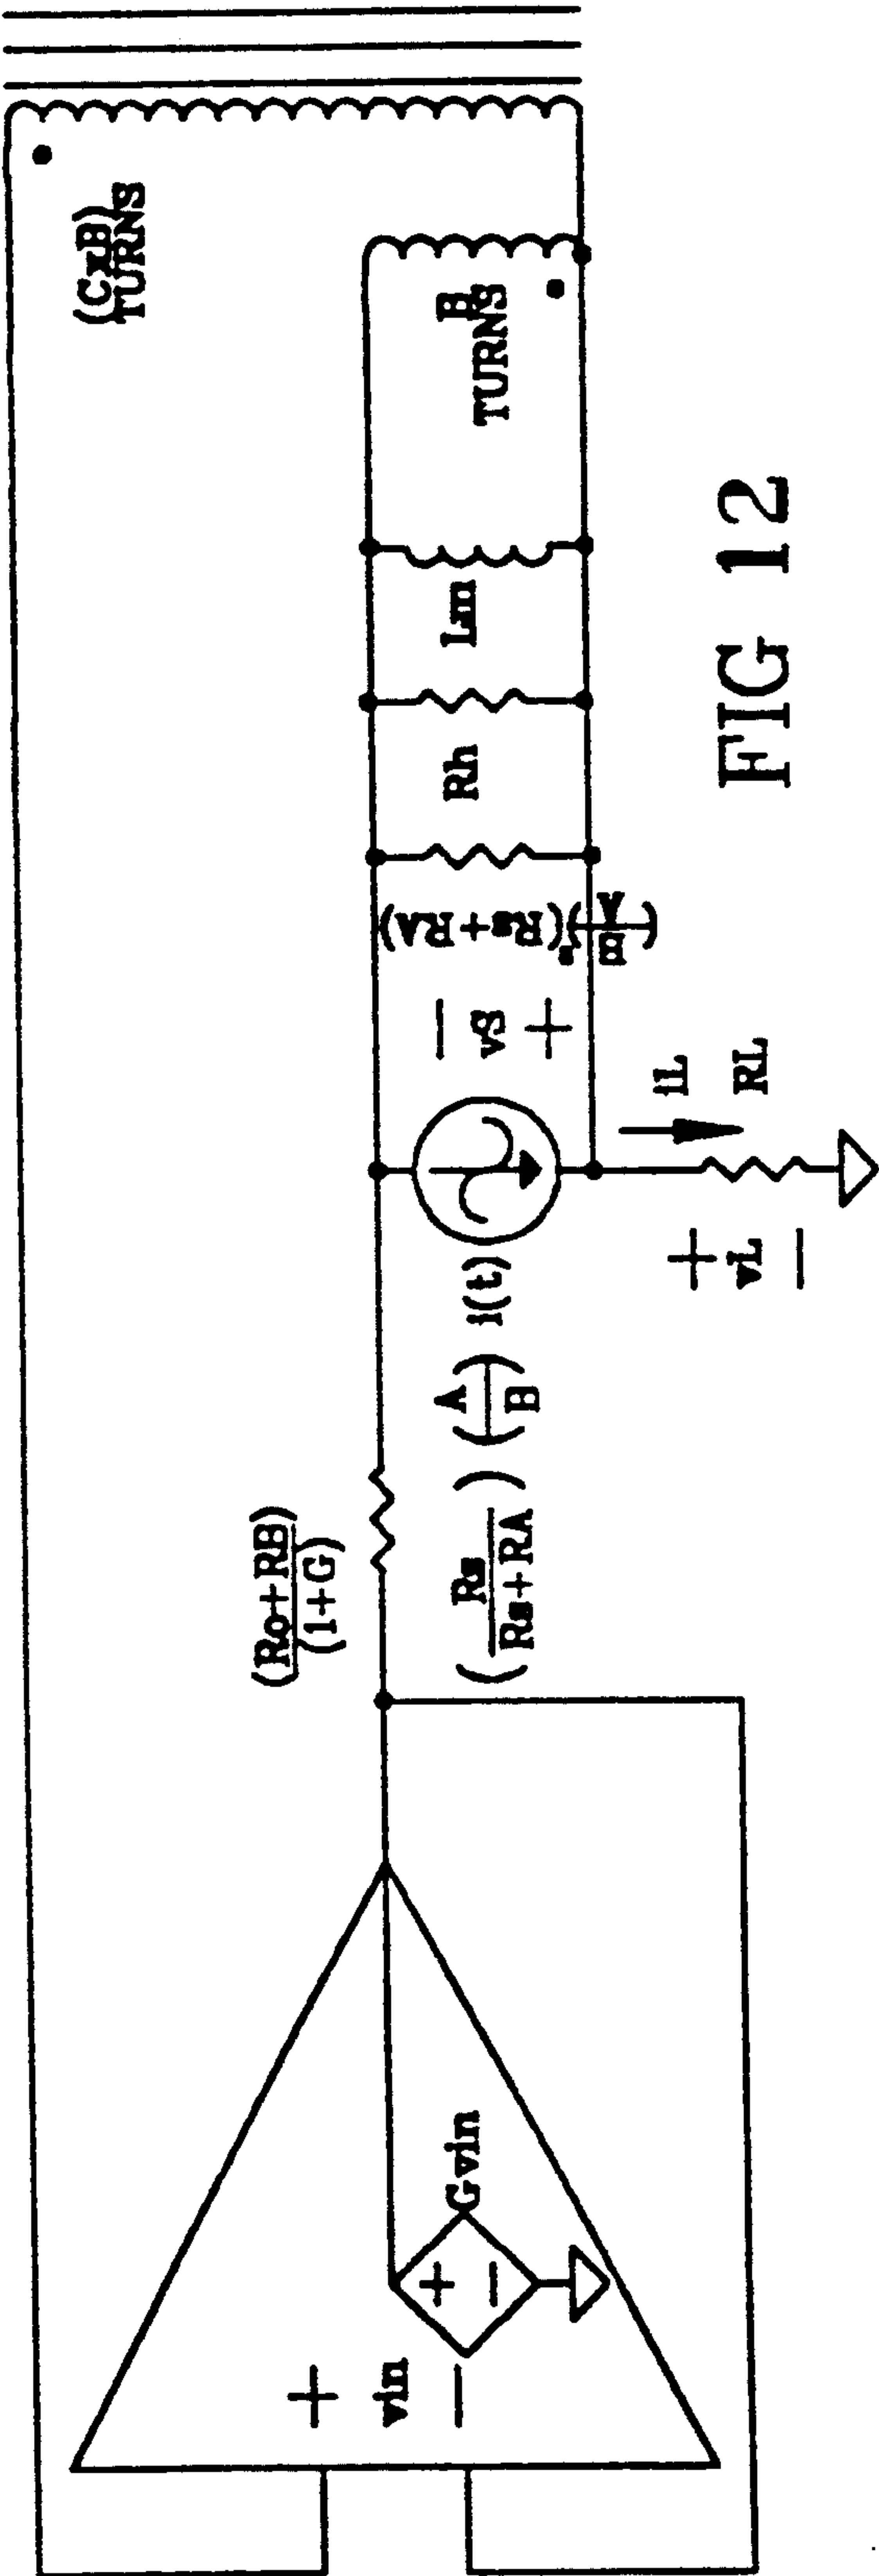 (CxB)
TURNS
(Ro+RB)
(1+G)
+
vin
−
+
−
Gvin
( Rs
Rs+RA ) ( A
B ) i(t)
−
vS
+
(B
A)²(Rs+RA)
Rh
Lm
B
TURNS
+
vL
−
iL
RL
FIG 12